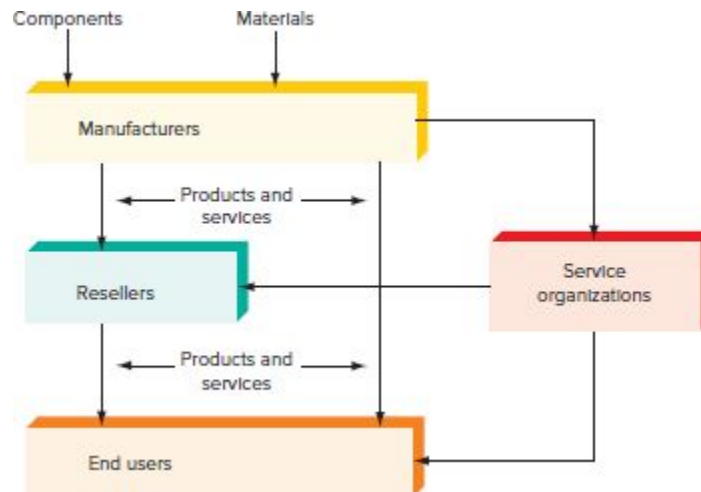 Components
Materials
Manufacturers
Products and
services
Resellers
Service
organizations
Products and
services
End users